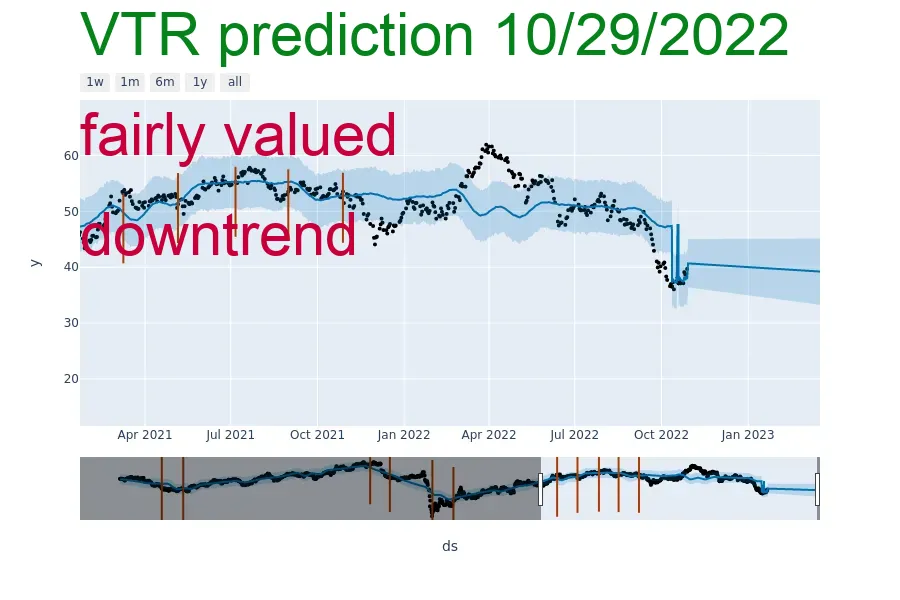 VTR prediction 10/29/2022
1w 1m 6m 1y all
fairly valued
60
50
downtrend
y
40
30
20
Apr 2021 Jul 2021 Oct 2021 Jan 2022 Apr 2022 Jul 2022 Oct 2022 Jan 2023
ds